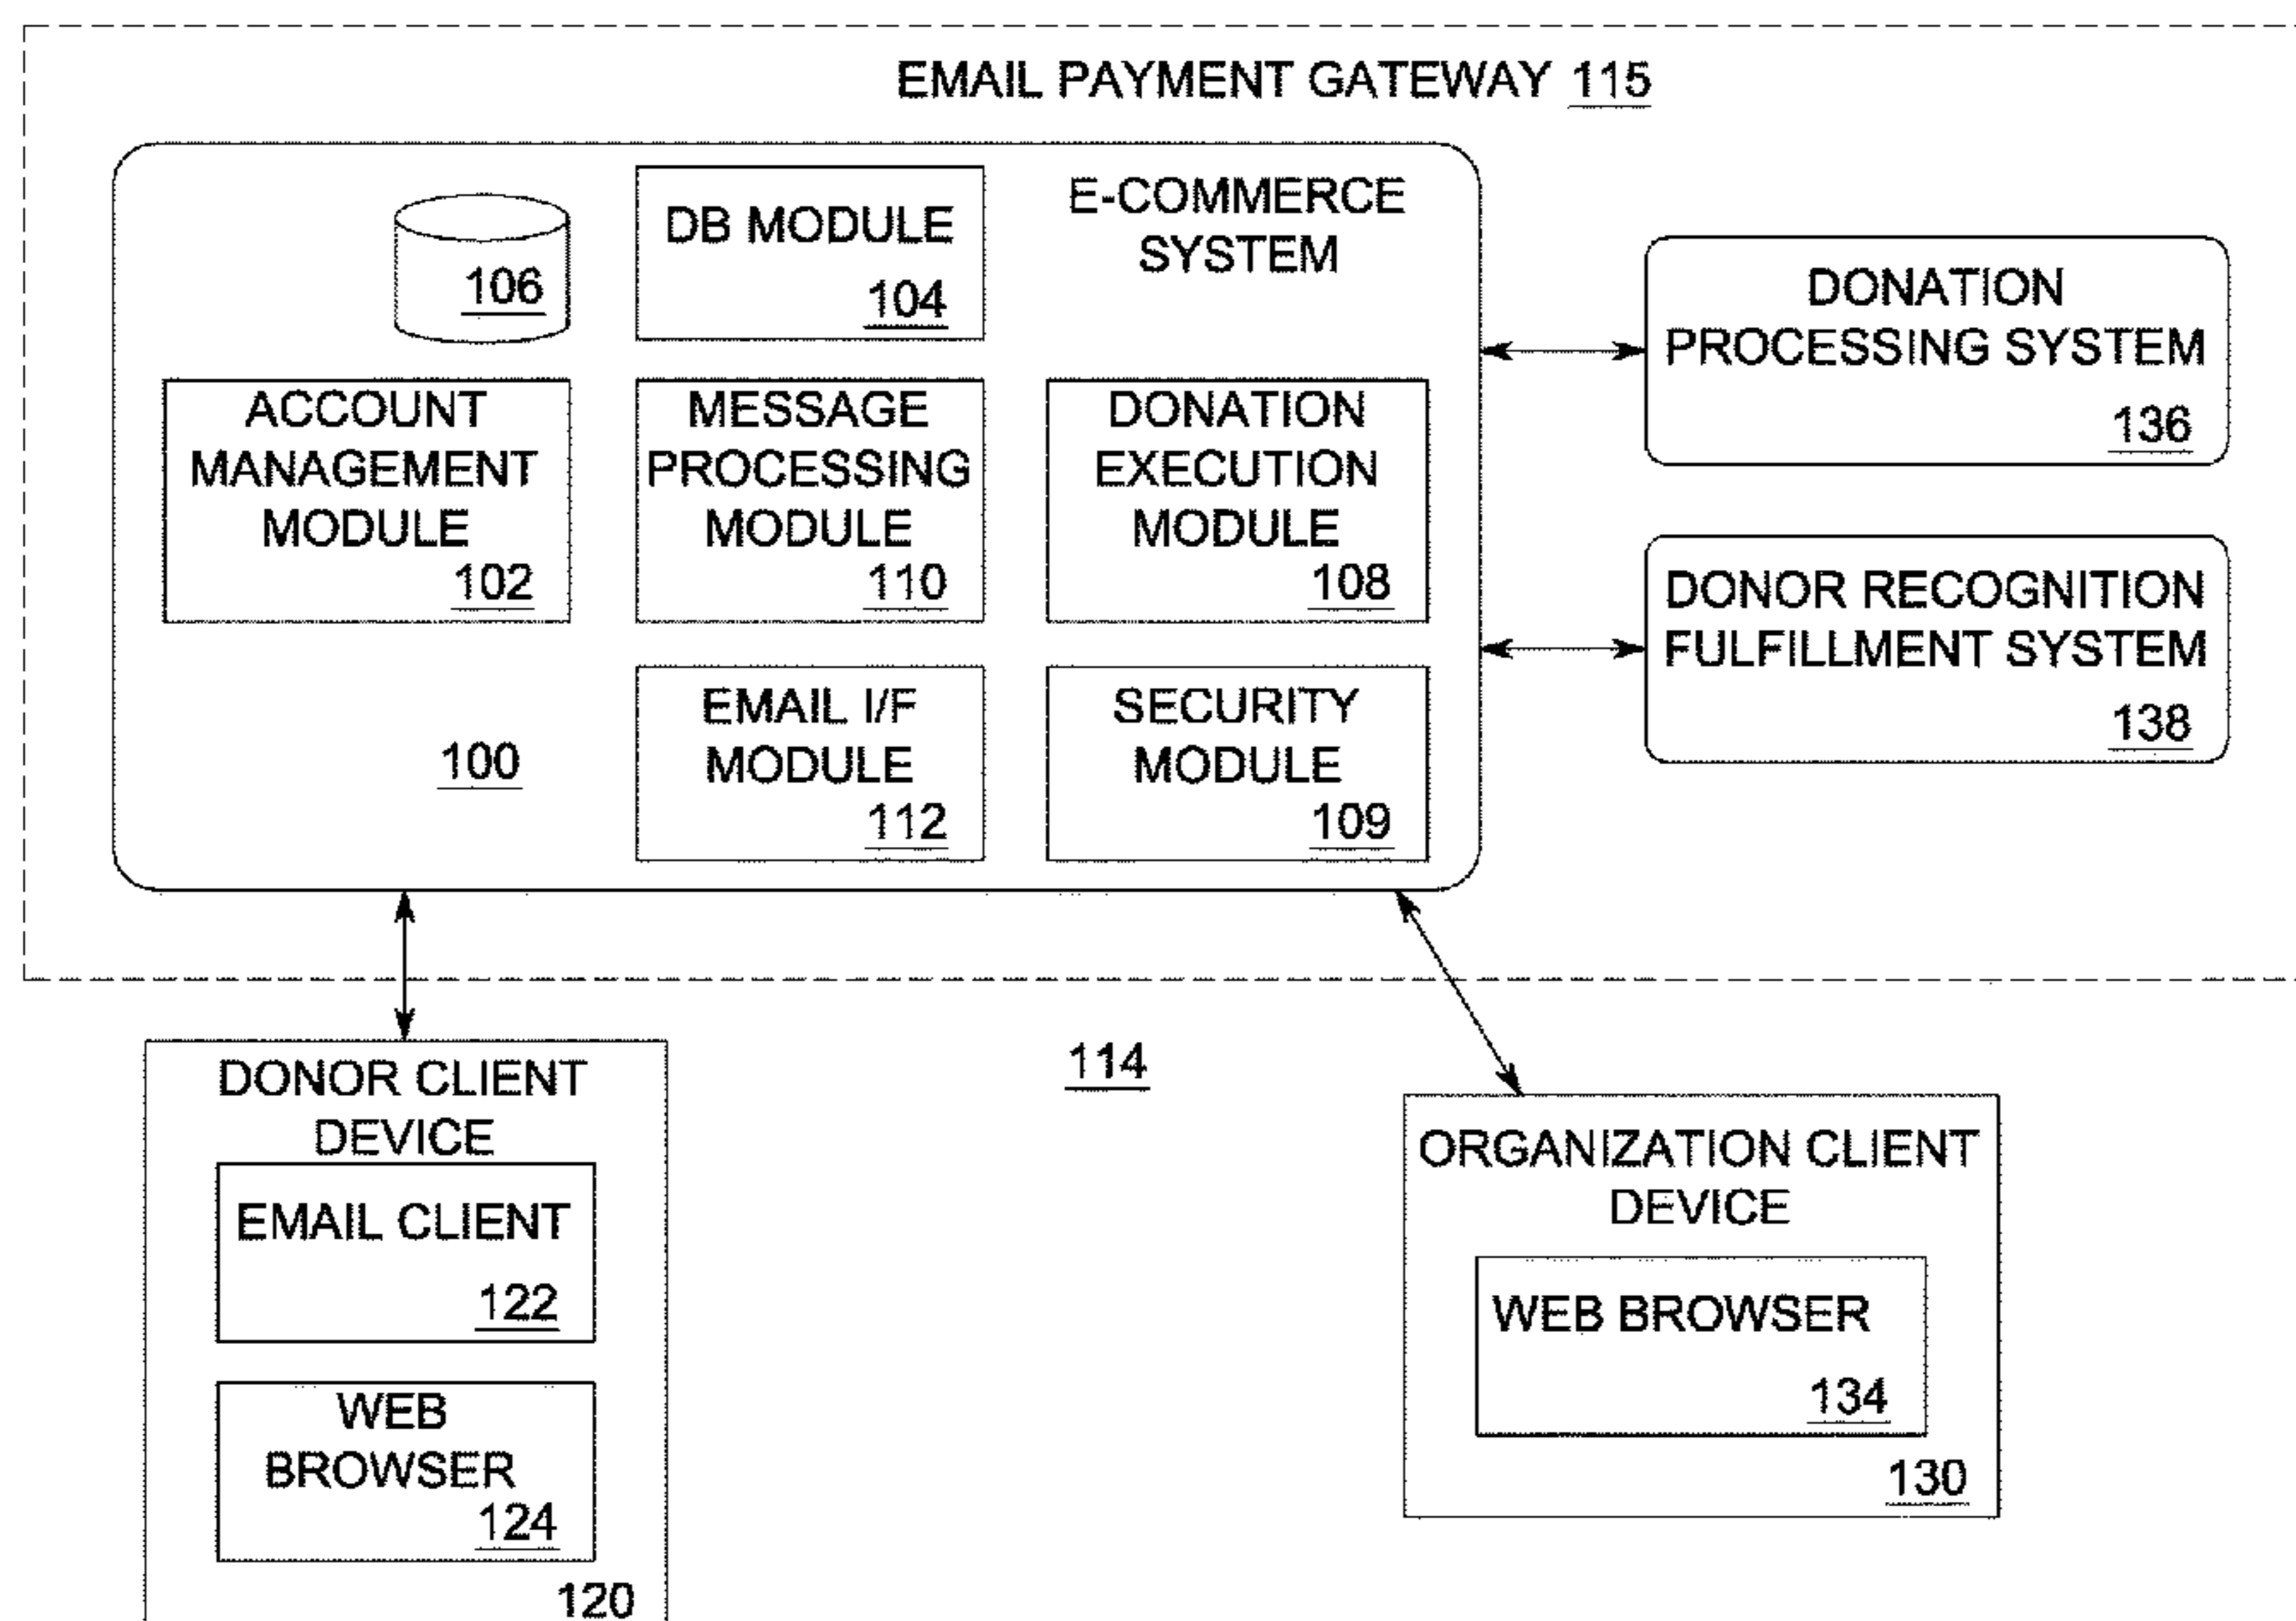 EMAIL PAYMENT GATEWAY 115
E-COMMERCE
SYSTEM
106
DB MODULE
104
ACCOUNT
MANAGEMENT
MODULE
102
MESSAGE
PROCESSING
MODULE
110
DONATION
EXECUTION
MODULE
108
100
EMAIL I/F
MODULE
112
SECURITY
MODULE
109
DONATION
PROCESSING SYSTEM
136
DONOR RECOGNITION
FULFILLMENT SYSTEM
138
114
DONOR CLIENT
DEVICE
EMAIL CLIENT
122
WEB
BROWSER
124
120
ORGANIZATION CLIENT
DEVICE
WEB BROWSER
134
130